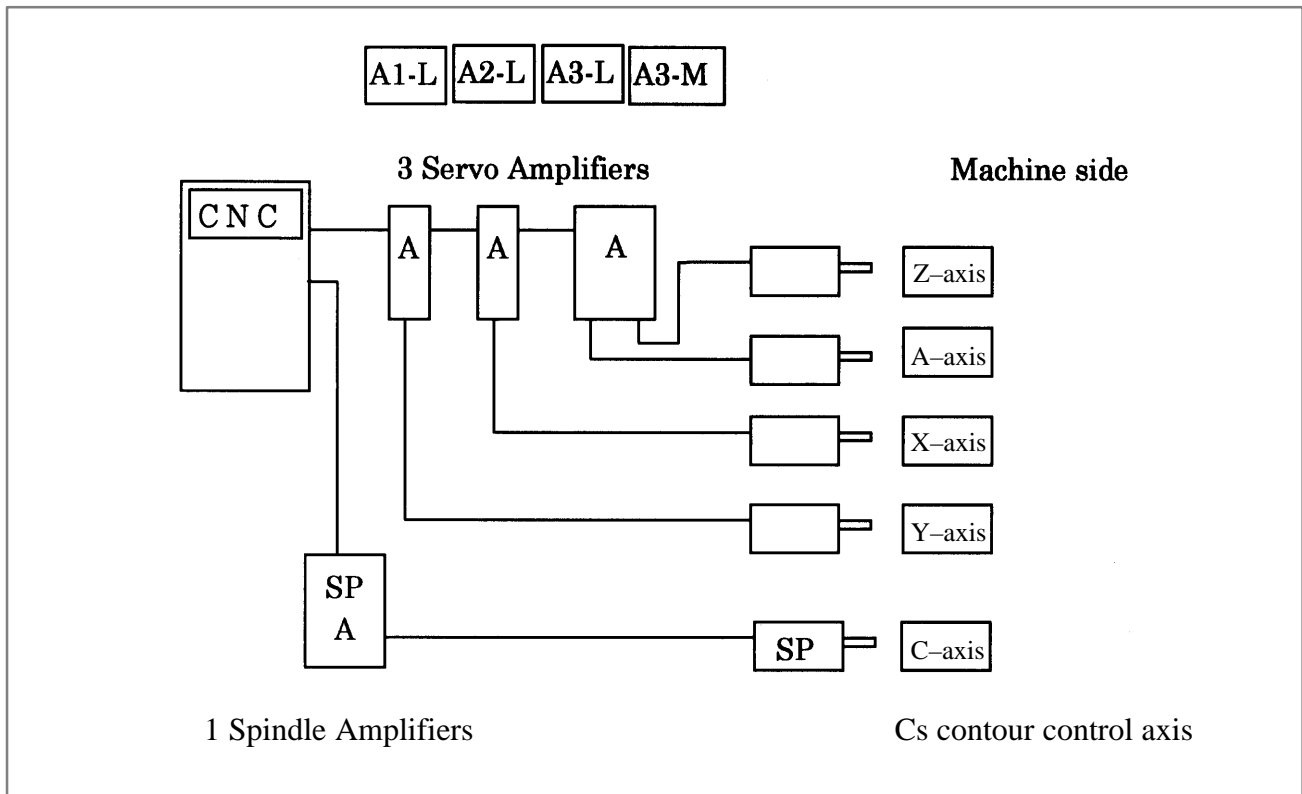 A1-L A2-L A3-L A3-M
3 Servo Amplifiers
Machine side
CNC
A A A
Z–axis
A–axis
X–axis
Y–axis
SP
A
SP
C–axis
1 Spindle Amplifiers
Cs contour control axis